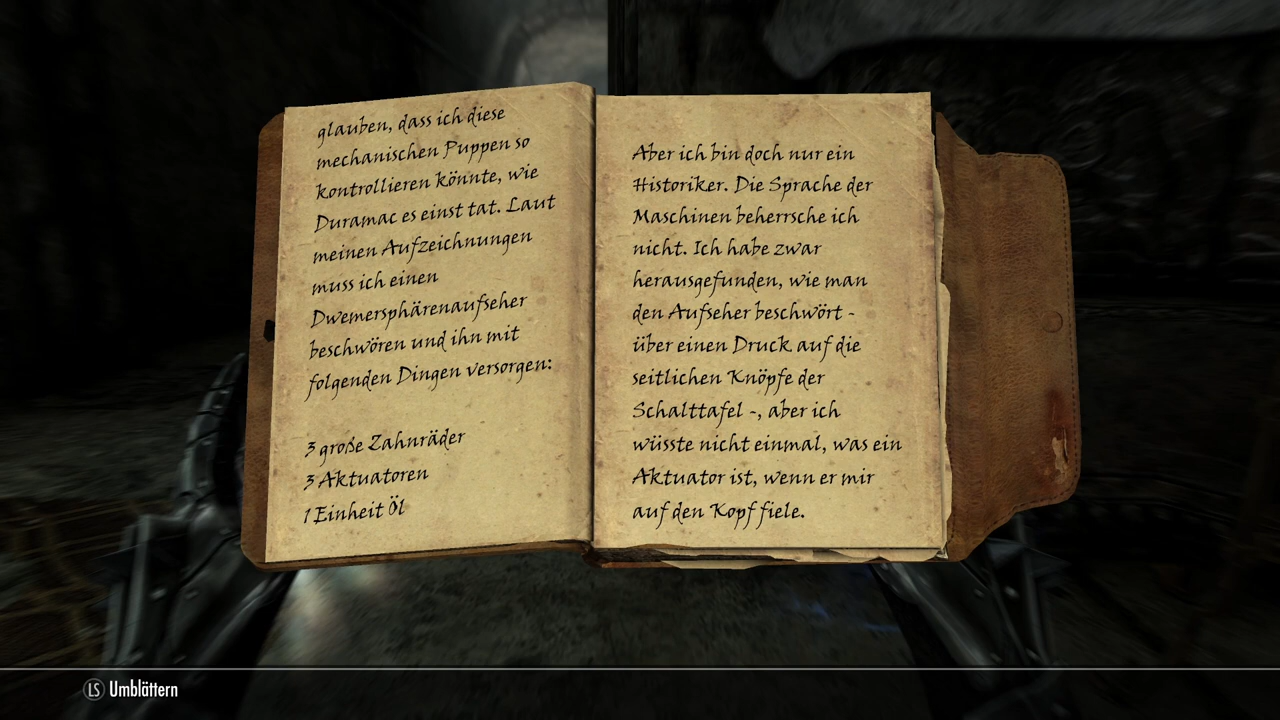 glauben, dass ich diese
mechanischen Puppen so
kontrollieren könnte, wie
Duramac es einst tat. Laut
meinen Aufzeichnungen
muss ich einen
Dwemersphärenaufseher
beschwören und ihn mit
folgenden Dingen versorgen:
3 große Zahnräder
3 Aktuatoren
1 Einheit Öl
Aber ich bin doch nur ein
Historiker. Die Sprache der
Maschinen beherrsche ich
nicht. Ich habe zwar
herausgefunden, wie man
den Aufseher beschwört -
über einen Druck auf die
seitlichen Knöpfe der
Schalttafel -, aber ich
wüsste nicht einmal, was ein
Aktuator ist, wenn er mir
auf den Kopf fiele.
LS Umblättern